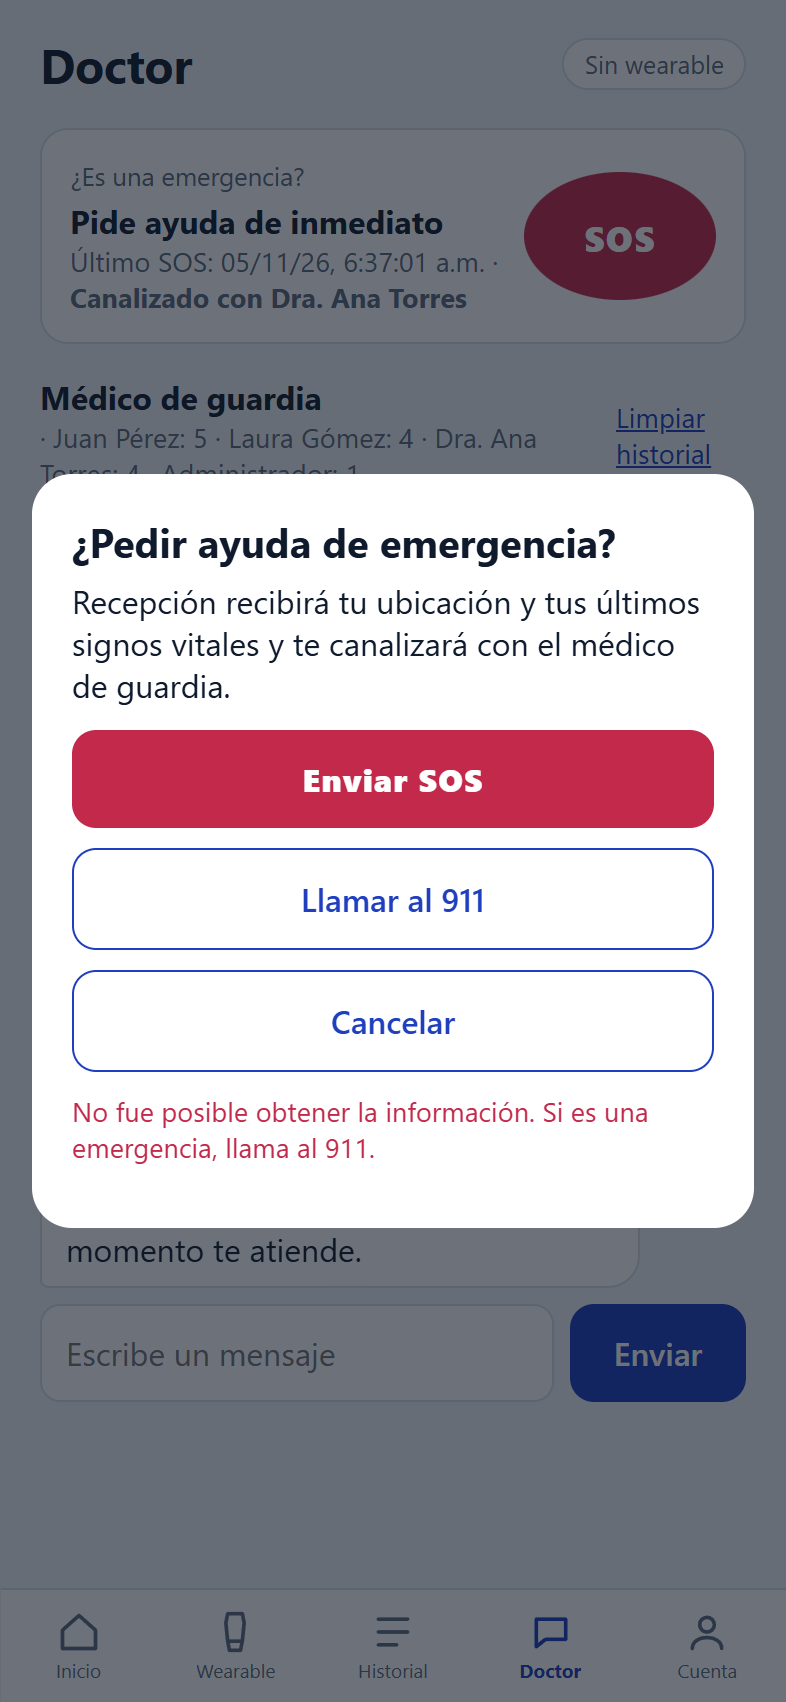 Doctor
Sin wearable
¿Es una emergencia?
Pide ayuda de inmediato
Último SOS: 05/11/26, 6:37:01 a.m. ·
Canalizado con Dra. Ana Torres
SOS
Médico de guardia
· Juan Pérez: 5 · Laura Gómez: 4 · Dra. Ana
Torres: 4 · Administrador: 1
Limpiar
historial
¿Pedir ayuda de emergencia?
Recepción recibirá tu ubicación y tus últimos
signos vitales y te canalizará con el médico
de guardia.
Enviar SOS
Llamar al 911
Cancelar
No fue posible obtener la información. Si es una
emergencia, llama al 911.
momento te atiende.
Escribe un mensaje
Enviar
Inicio
Wearable
Historial
Doctor
Cuenta